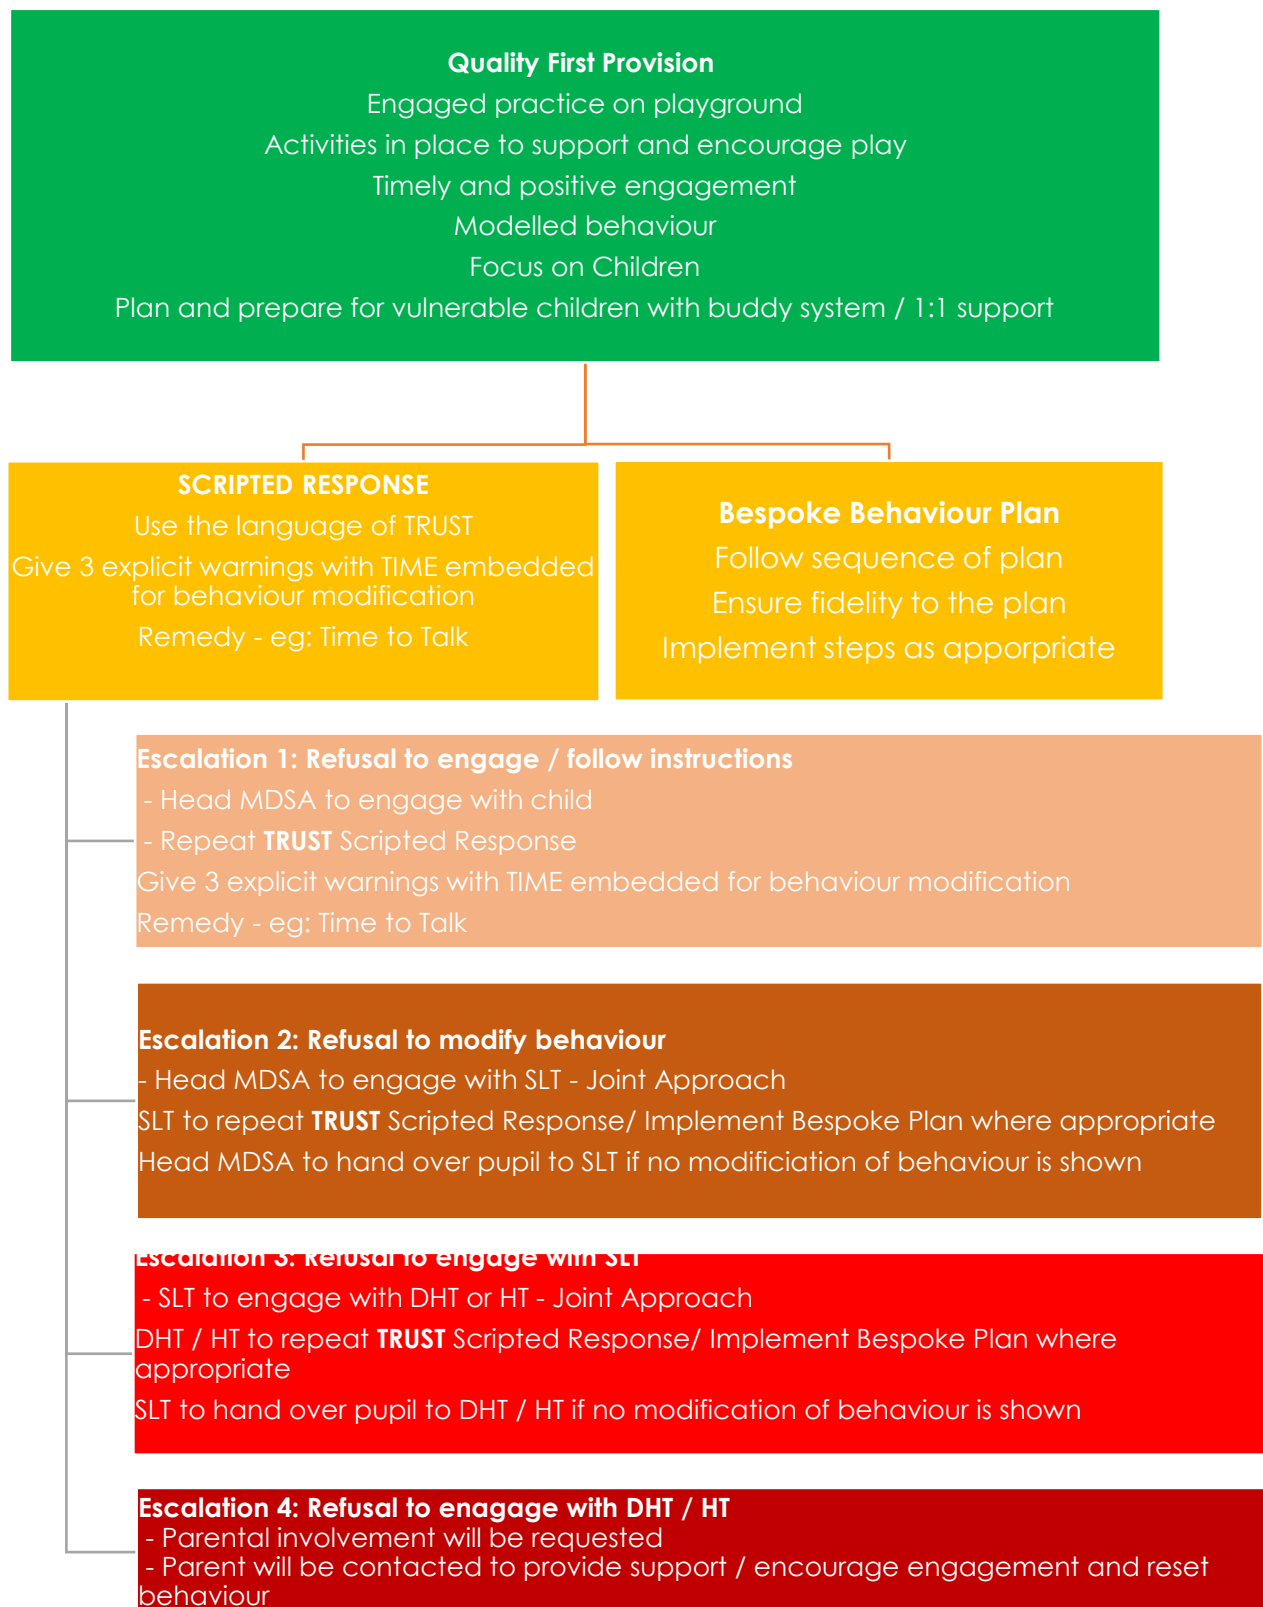 Quality First Provision
Engaged practice on playground
Activities in place to support and encourage play
Timely and positive engagement
Modelled behaviour
Focus on Children
Plan and prepare for vulnerable children with buddy system / 1:1 support
SCRIPTED RESPONSE
Use the language of TRUST
Give 3 explicit warnings with TIME embedded
for behaviour modification
Remedy - eg: Time to Talk
Bespoke Behaviour Plan
Follow sequence of plan
Ensure fidelity to the plan
Implement steps as apporpriate
Escalation 1: Refusal to engage / follow instructions
- Head MDSA to engage with child
- Repeat TRUST Scripted Response
Give 3 explicit warnings with TIME embedded for behaviour modification
Remedy - eg: Time to Talk
Escalation 2: Refusal to modify behaviour
- Head MDSA to engage with SLT - Joint Approach
SLT to repeat TRUST Scripted Response/ Implement Bespoke Plan where appropriate
Head MDSA to hand over pupil to SLT if no modificiation of behaviour is shown
Escalation 3: Refusal to engage with SLT
- SLT to engage with DHT or HT - Joint Approach
DHT / HT to repeat TRUST Scripted Response/ Implement Bespoke Plan where
appropriate
SLT to hand over pupil to DHT / HT if no modification of behaviour is shown
Escalation 4: Refusal to enagage with DHT / HT
- Parental involvement will be requested
- Parent will be contacted to provide support / encourage engagement and reset
behaviour